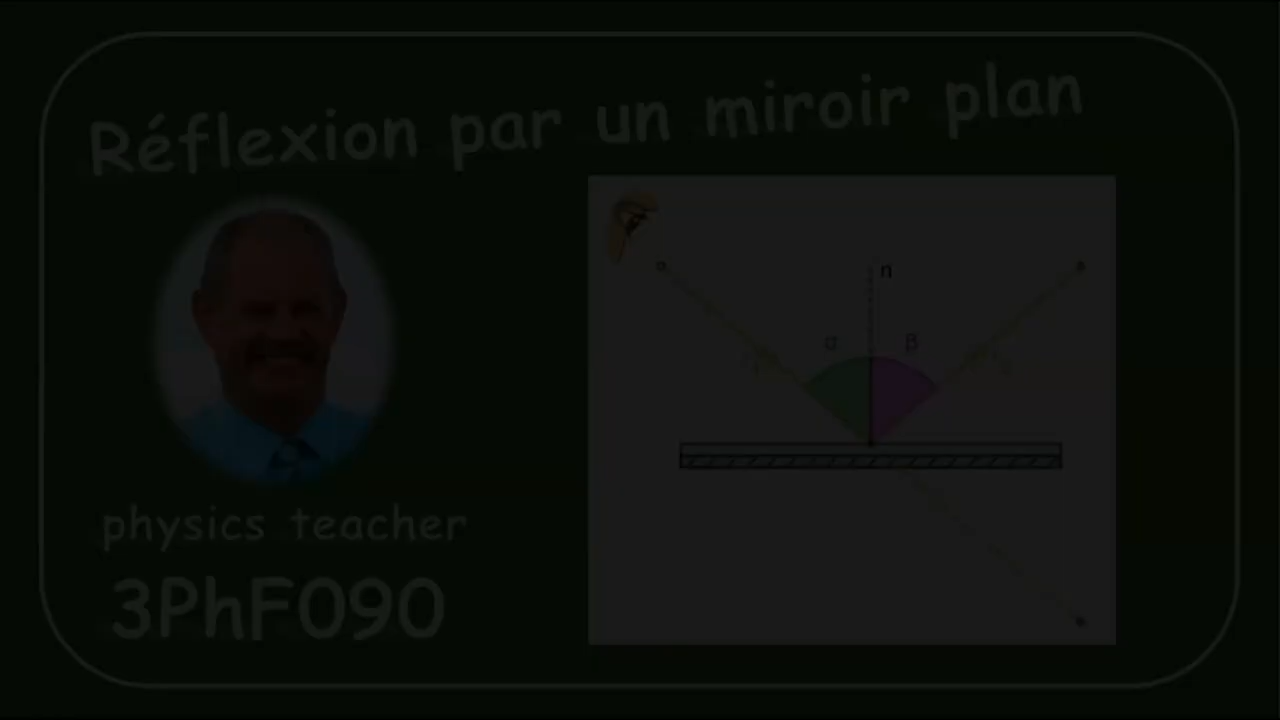 Réflexion par un miroir plan
n
α β
physics teacher
3PhF090